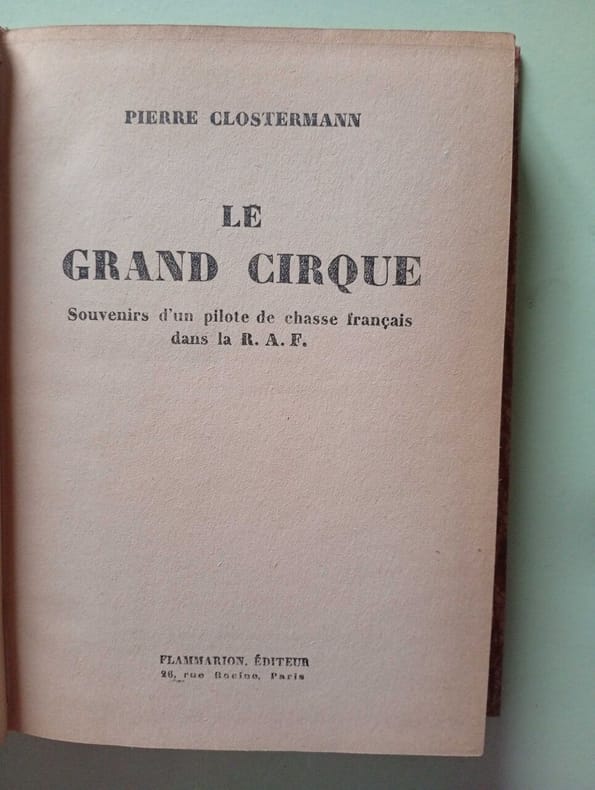 PIERRE CLOSTERMANN
LE
GRAND CIRQUE
Souvenirs d'un pilote de chasse français
dans la R. A. F.
FLAMMARION, ÉDITEUR
26, rue Racine, Paris